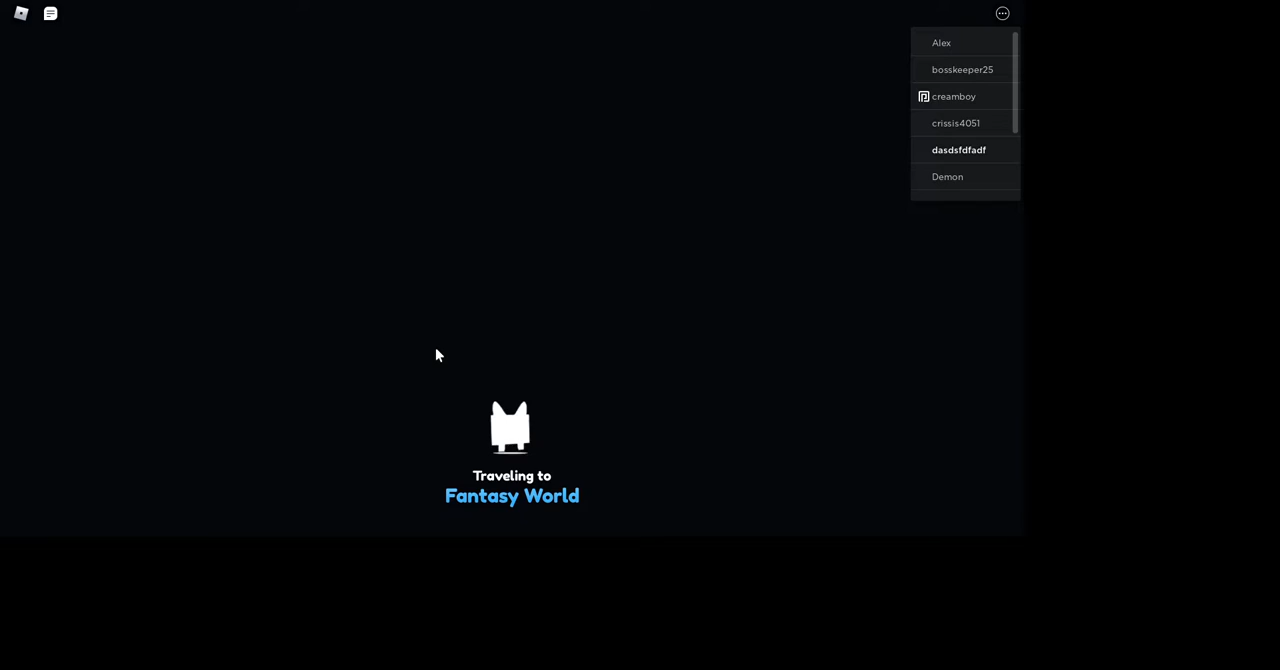 Alex
bosskeeper25
creamboy
crissis4051
dasdsfdfadf
Demon
Traveling to
Fantasy World